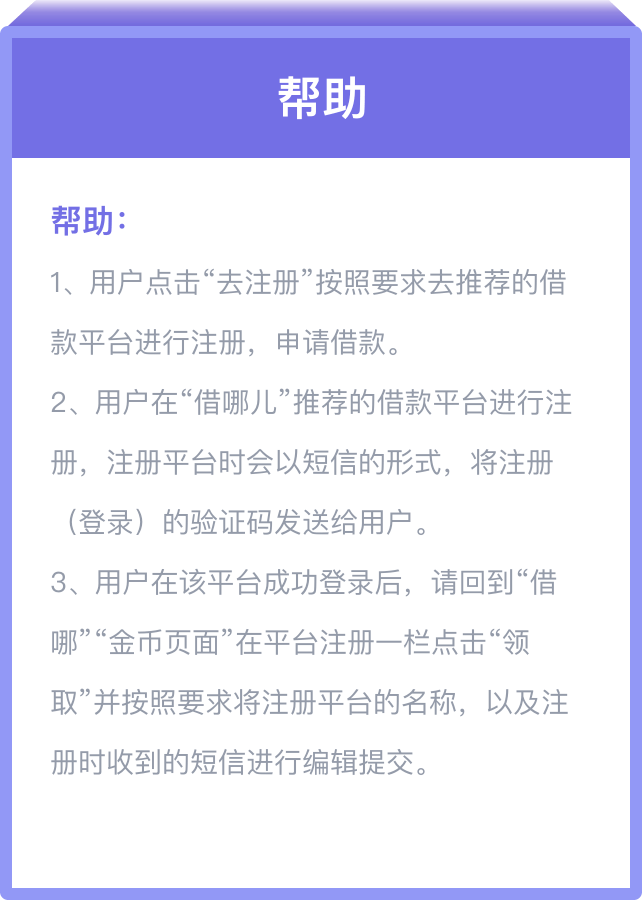 帮助
帮助：
1、用户点击“去注册”按照要求去推荐的借
款平台进行注册，申请借款。
2、用户在“借哪儿”推荐的借款平台进行注
册，注册平台时会以短信的形式，将注册
（登录）的验证码发送给用户。
3、用户在该平台成功登录后，请回到“借
哪”“金币页面”在平台注册一栏点击“领
取”并按照要求将注册平台的名称，以及注
册时收到的短信进行编辑提交。